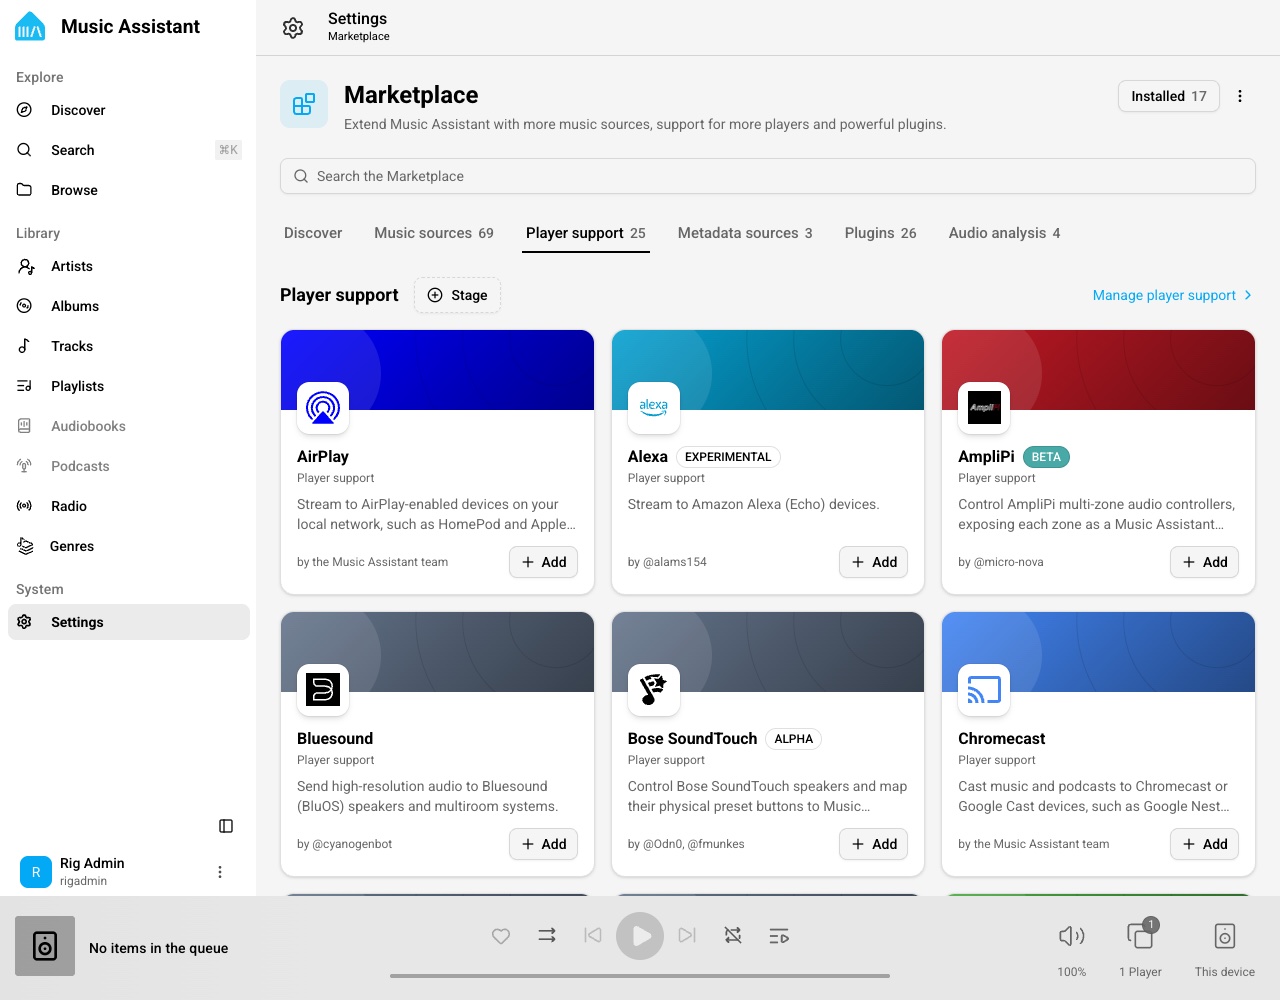 Music Assistant
Explore
Discover
Search ⌘K
Browse
Library
Artists
Albums
Tracks
Playlists
Audiobooks
Podcasts
Radio
Genres
System
Settings
R
Rig Admin
rigadmin
Settings
Marketplace
Marketplace
Extend Music Assistant with more music sources, support for more players and powerful plugins.
Installed 17
Search the Marketplace
Discover Music sources 69 Player support 25 Metadata sources 3 Plugins 26 Audio analysis 4
Player support Stage Manage player support
AirPlay
Player support
Stream to AirPlay-enabled devices on your
local network, such as HomePod and Apple…
by the Music Assistant team Add
alexa
Alexa EXPERIMENTAL
Player support
Stream to Amazon Alexa (Echo) devices.
by @alams154 Add
AmpliPi
AmpliPi BETA
Player support
Control AmpliPi multi-zone audio controllers,
exposing each zone as a Music Assistant…
by @micro-nova Add
Bluesound
Player support
Send high-resolution audio to Bluesound
(BluOS) speakers and multiroom systems.
by @cyanogenbot Add
Bose SoundTouch ALPHA
Player support
Control Bose SoundTouch speakers and map
their physical preset buttons to Music…
by @Odn0, @fmunkes Add
Chromecast
Player support
Cast music and podcasts to Chromecast or
Google Cast devices, such as Google Nest…
by the Music Assistant team Add
No items in the queue
1
100% 1 Player This device